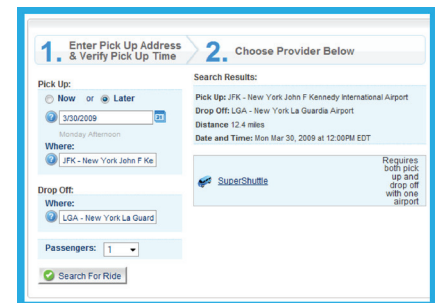 1. Enter Pick Up Address & Verify Pick Up Time
2. Choose Provider Below
Pick Up:
Now or Later
3/30/2009
Monday Afternoon
Where:
JFK - New York John F Ke
Drop Off:
Where:
LGA - New York La Guard
Passengers: 1
Search For Ride
Search Results:
Pick Up: JFK - New York John F Kennedy International Airport
Drop Off: LGA - New York La Guardia Airport
Distance 12.4 miles
Date and Time: Mon Mar 30, 2009 at 12:00PM EDT
SuperShuttle
Requires
both pick
up and
drop off
with one
airport